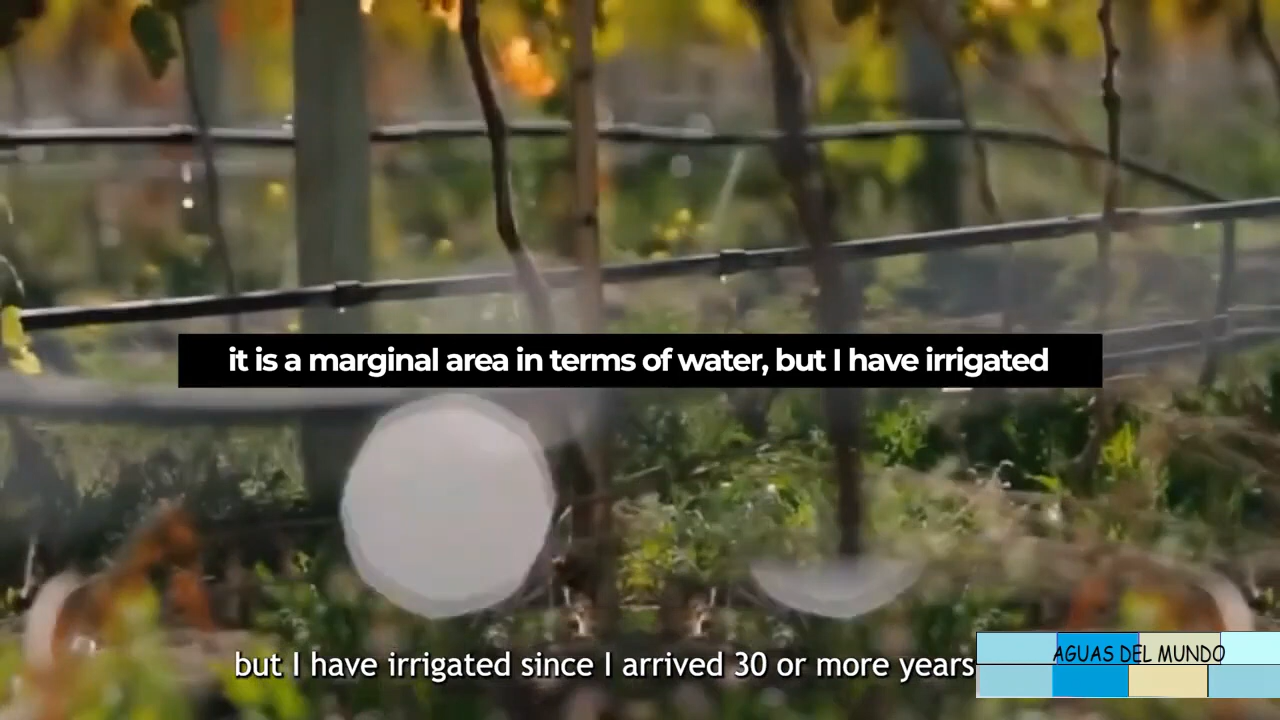 it is a marginal area in terms of water, but I have irrigated
but I have irrigated since I arrived 30 or more years
AGUAS DEL MUNDO